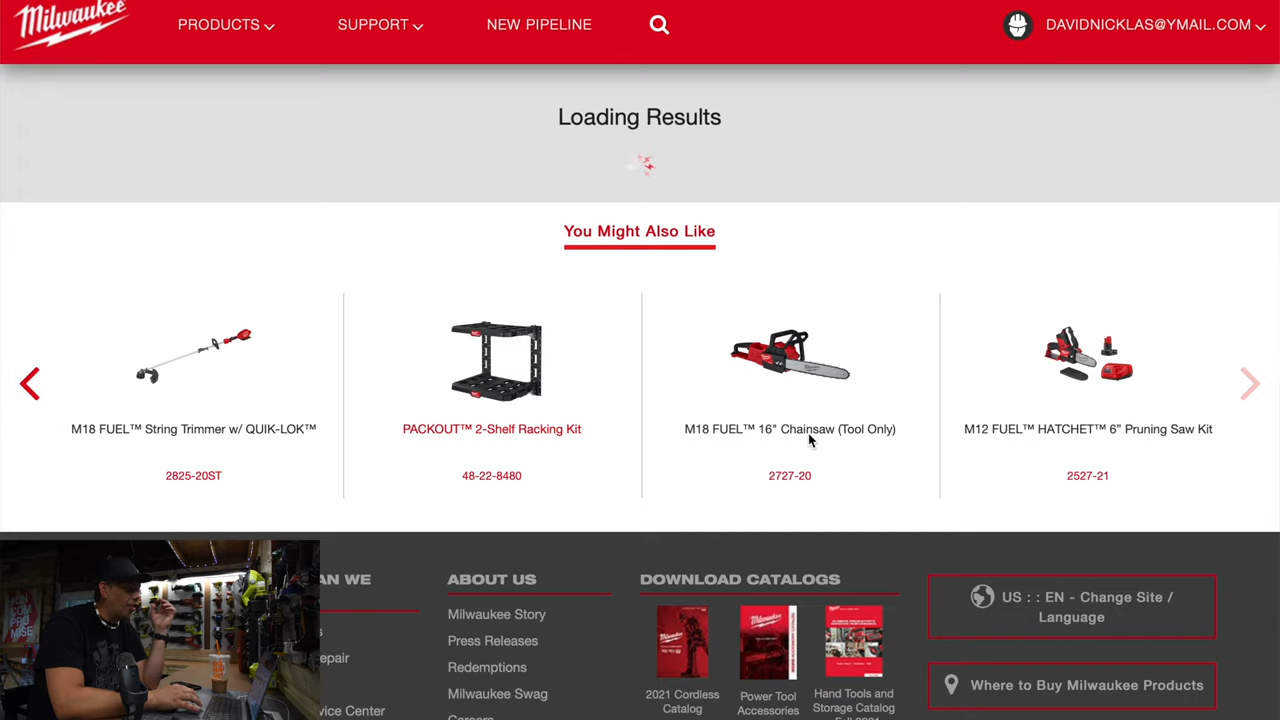 Milwaukee
PRODUCTS
SUPPORT
NEW PIPELINE
DAVIDNICKLAS@YMAIL.COM
Loading Results
You Might Also Like
M18 FUEL™ String Trimmer w/ QUIK-LOK™
2825-20ST
PACKOUT™ 2-Shelf Racking Kit
48-22-8480
M18 FUEL™ 16" Chainsaw (Tool Only)
2727-20
M12 FUEL™ HATCHET™ 6” Pruning Saw Kit
2527-21
AN WE
epair
vice Center
ABOUT US
Milwaukee Story
Press Releases
Redemptions
Milwaukee Swag
Careers
DOWNLOAD CATALOGS
2021 Cordless
Catalog
Power Tool
Accessories
Hand Tools and
Storage Catalog
Fall 2021
US : : EN - Change Site /
Language
Where to Buy Milwaukee Products